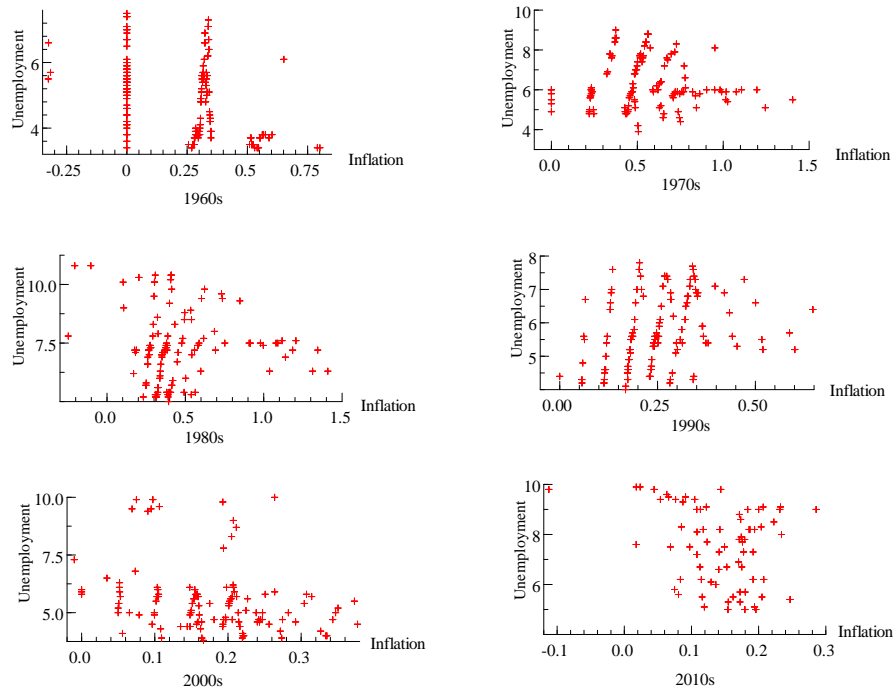 Unemployment
6
4
-0.25 0 0.25 0.50 0.75
Inflation
1960s
Unemployment
10
8
6
4
0.0 0.5 1.0 1.5
Inflation
1970s
Unemployment
10.0
7.5
0.0 0.5 1.0 1.5
Inflation
1980s
Unemployment
8
7
6
5
4
0.00 0.25 0.50
Inflation
1990s
Unemployment
10.0
7.5
5.0
0.0 0.1 0.2 0.3
Inflation
2000s
Unemployment
10
8
6
-0.1 0.0 0.1 0.2 0.3
Inflation
2010s